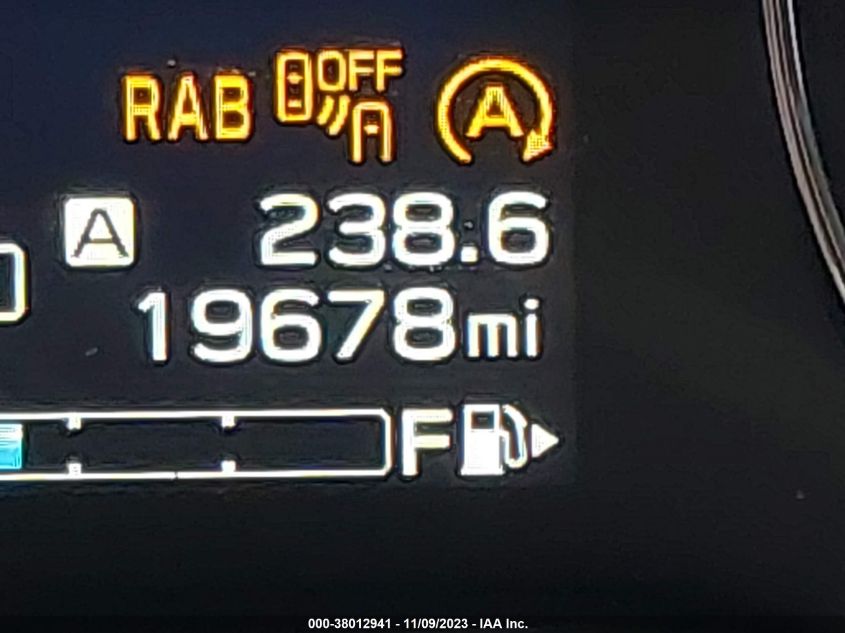 RAB OFF A
A 238.6
19678mi
F
000-38012941 - 11/09/2023 - IAA Inc.